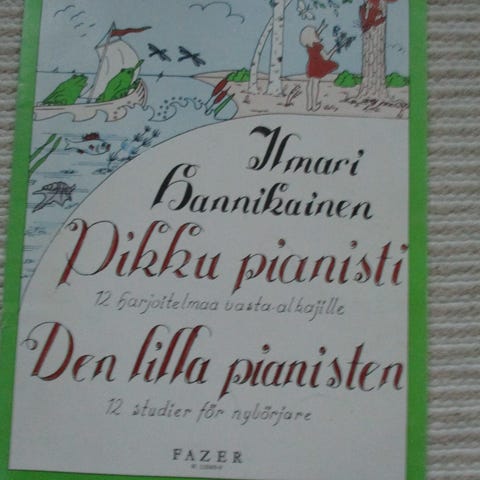 Ilmari
Hannikainen
Pikku pianisti
12 harjoitelmaa vasta-alkajille
Den lilla pianisten
12 studier för nybörjare
FAZER